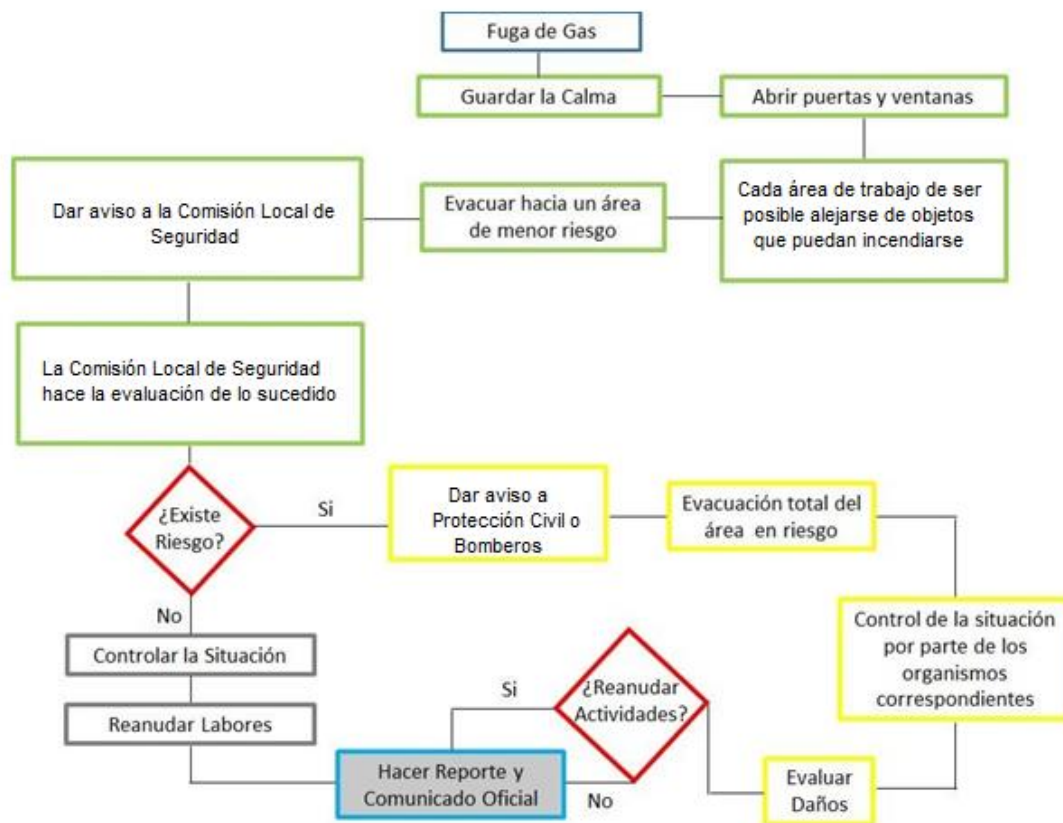 Fuga de Gas
Guardar la Calma
Abrir puertas y ventanas
Cada área de trabajo de ser
posible alejarse de objetos
que puedan incendiarse
Evacuar hacia un área
de menor riesgo
Dar aviso a la Comisión Local de
Seguridad
La Comisión Local de Seguridad
hace la evaluación de lo sucedido
¿Existe
Riesgo?
Si
Dar aviso a
Protección Civil o
Bomberos
Evacuación total del
área en riesgo
Control de la situación
por parte de los
organismos
correspondientes
Evaluar
Daños
¿Reanudar
Actividades?
Si
No
No
Controlar la Situación
Reanudar Labores
Hacer Reporte y
Comunicado Oficial